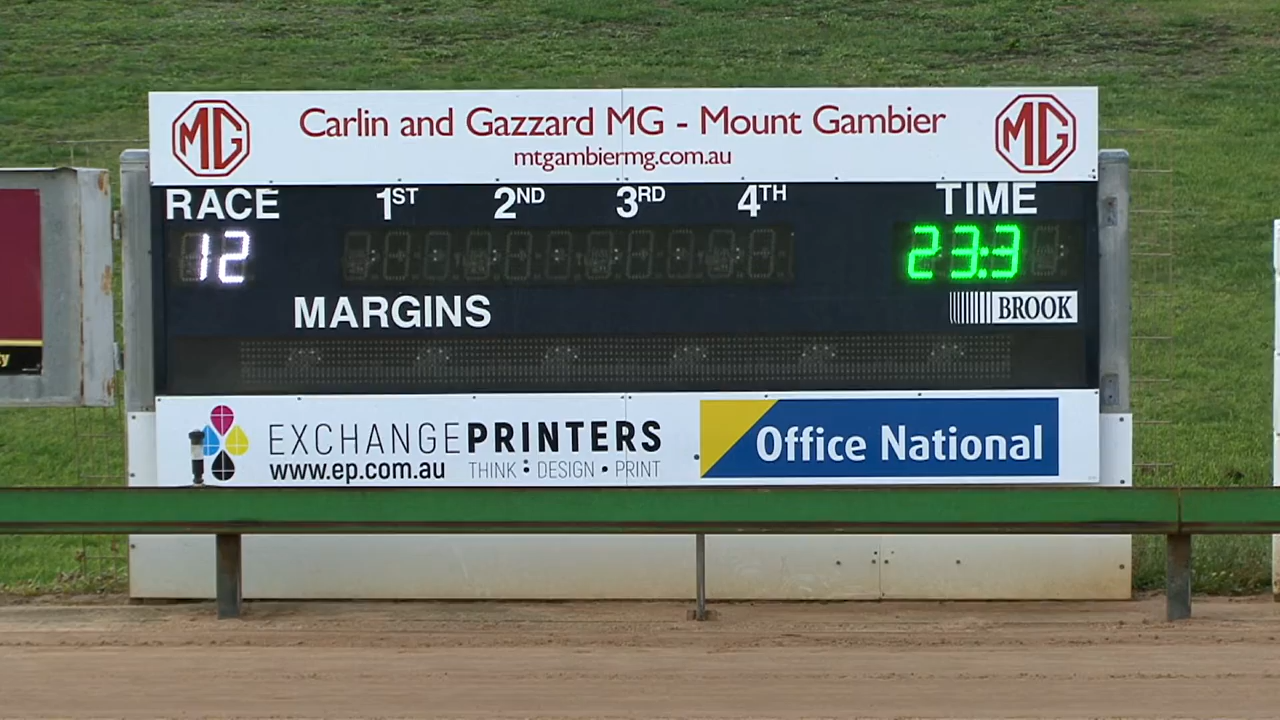 MG Carlin and Gazzard MG - Mount Gambier MG
mtgambiermg.com.au
RACE 1ST 2ND 3RD 4TH TIME
12 23:3
MARGINS BROOK
EXCHANGEPRINTERS
www.ep.com.au THINK : DESIGN • PRINT
Office National